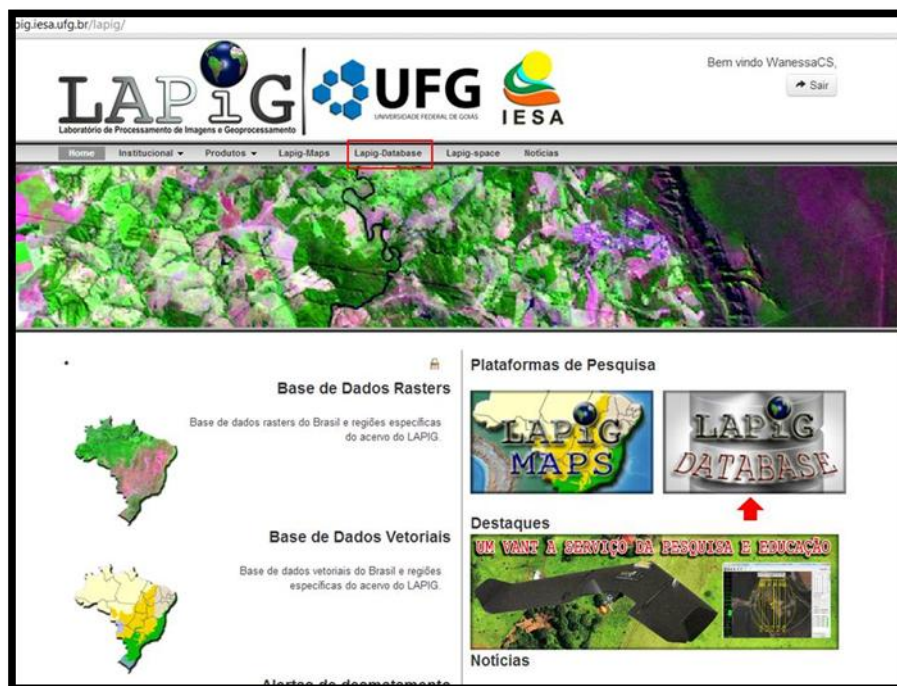 pig.iesa.ufg.br/lapig/
LAPiG
Laboratório de Processamento de Imagens e Geoprocessamento
UFG
UNIVERSIDADE FEDERAL DE GOIÁS
IESA
Bem vindo WanessaCS,
Sair
Home Institucional Produtos Lapig-Maps Lapig-Database Lapig-space Notícias
Base de Dados Rasters
Base de dados rasters do Brasil e regiões específicas
do acervo do LAPIG.
Base de Dados Vetoriais
Base de dados vetoriais do Brasil e regiões
específicas do acervo do LAPIG.
Alertas de desmatamento
Plataformas de Pesquisa
LAPiG
MAPS
LAPiG
DATABASE
Destaques
UM VANT A SERVIÇO DA PESQUISA E EDUCAÇÃO
Notícias